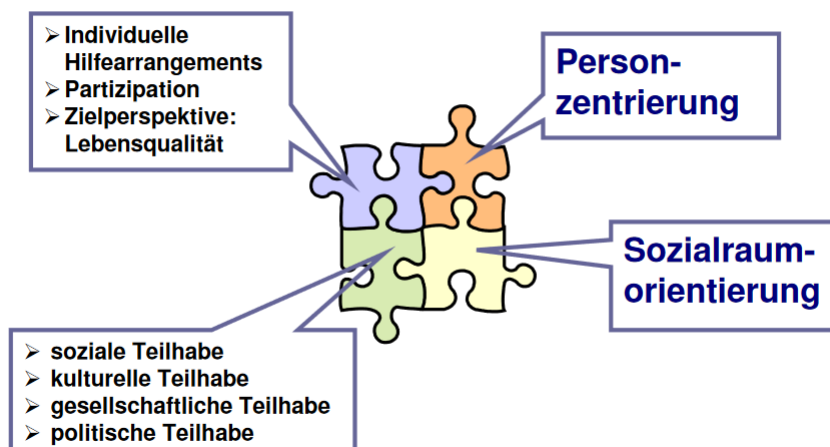 ➢ Individuelle
Hilfearrangements
➢ Partizipation
➢ Zielperspektive:
Lebensqualität
Person-
zentrierung
Sozialraum-
orientierung
➢ soziale Teilhabe
➢ kulturelle Teilhabe
➢ gesellschaftliche Teilhabe
➢ politische Teilhabe